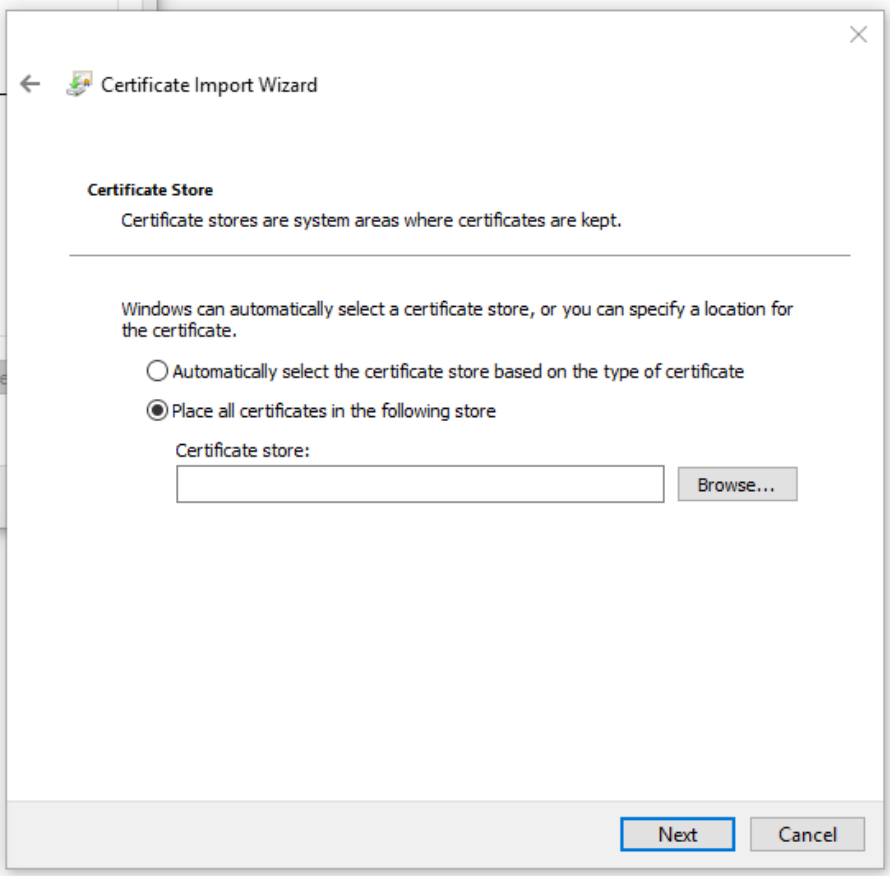 Certificate Import Wizard
Certificate Store
Certificate stores are system areas where certificates are kept.
Windows can automatically select a certificate store, or you can specify a location for
the certificate.
Automatically select the certificate store based on the type of certificate
Place all certificates in the following store
Certificate store:
Browse...
Next
Cancel